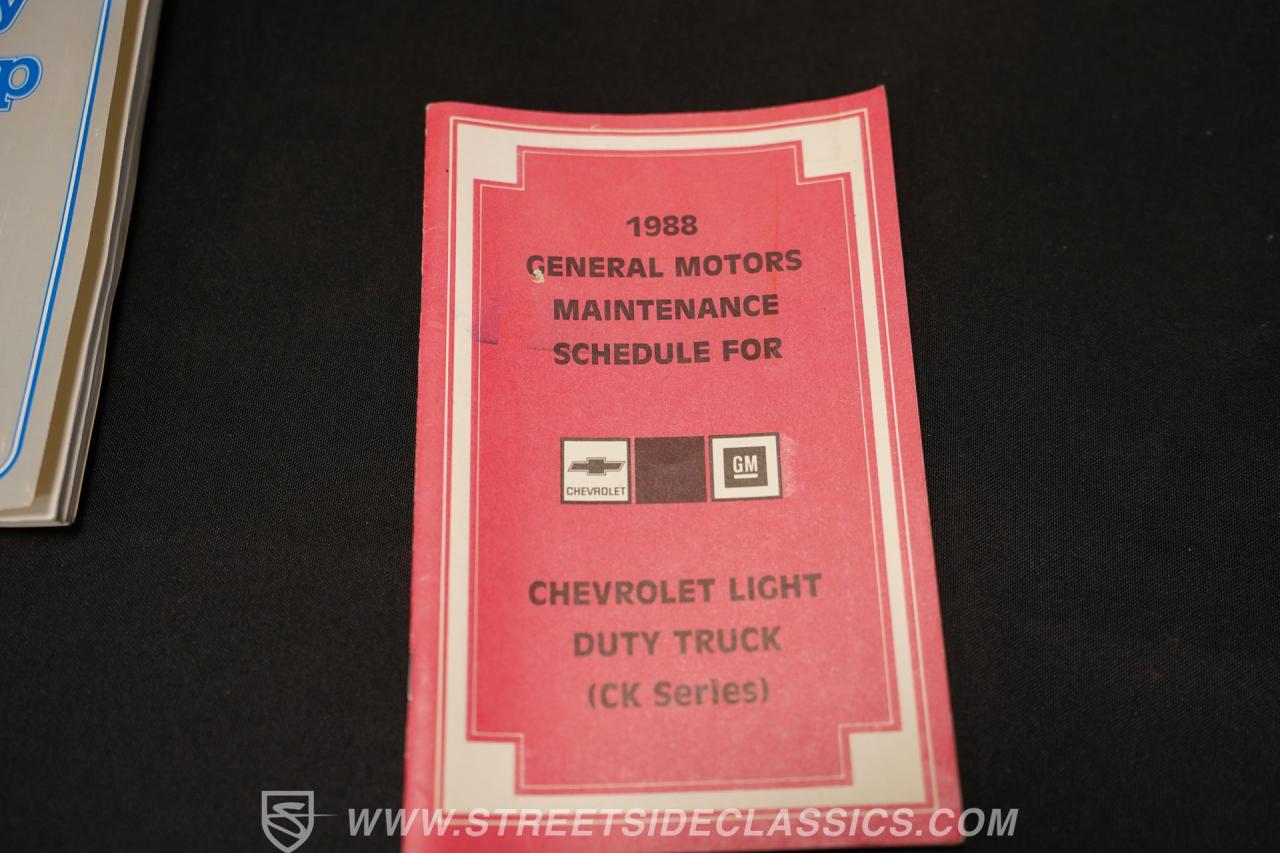 y
p
1988
GENERAL MOTORS
MAINTENANCE
SCHEDULE FOR
CHEVROLET
GM
CHEVROLET LIGHT
DUTY TRUCK
(CK Series)
WWW.STREETSIDECLASSICS.COM